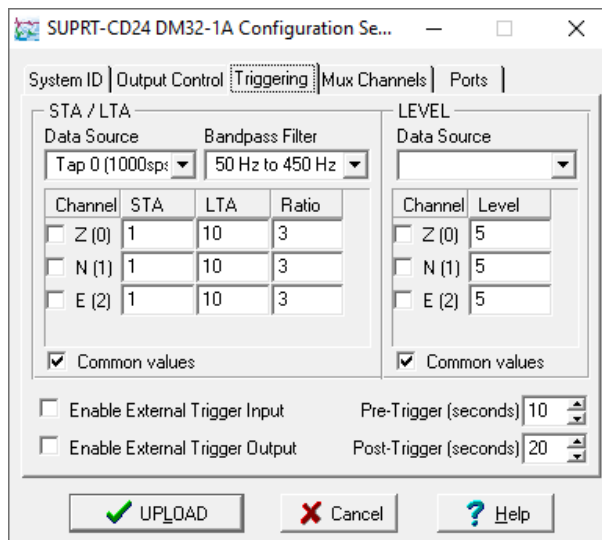 SUPRT-CD24 DM32-1A Configuration Se...
System ID Output Control Triggering Mux Channels Ports
STA / LTA
Data Source Bandpass Filter
Tap 0 (1000sps 50 Hz to 450 Hz
Channel STA LTA Ratio
Z (0) 1 10 3
N (1) 1 10 3
E (2) 1 10 3
Common values
LEVEL
Data Source
Channel Level
Z (0) 5
N (1) 5
E (2) 5
Common values
Enable External Trigger Input Pre-Trigger (seconds) 10
Enable External Trigger Output Post-Trigger (seconds) 20
UPLOAD Cancel Help